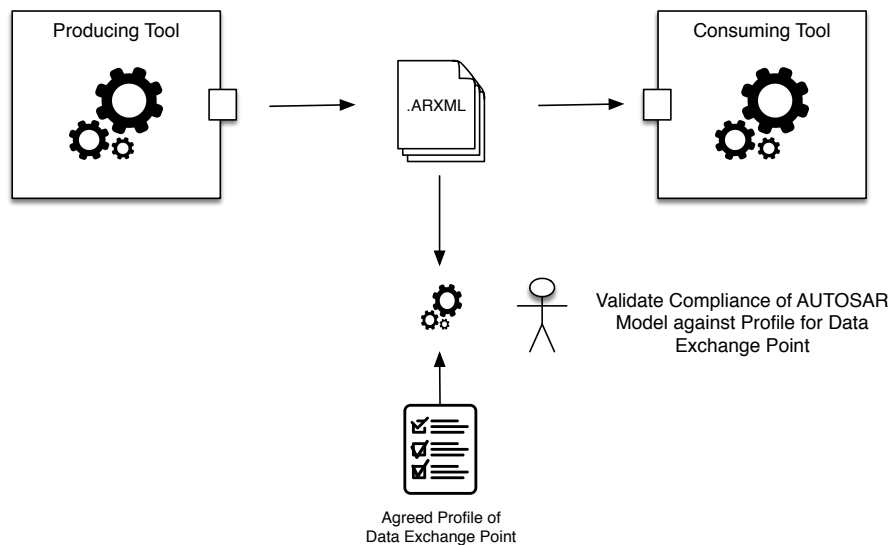 Producing Tool
.ARXML
Consuming Tool
Validate Compliance of AUTOSAR
Model against Profile for Data
Exchange Point
Agreed Profile of
Data Exchange Point